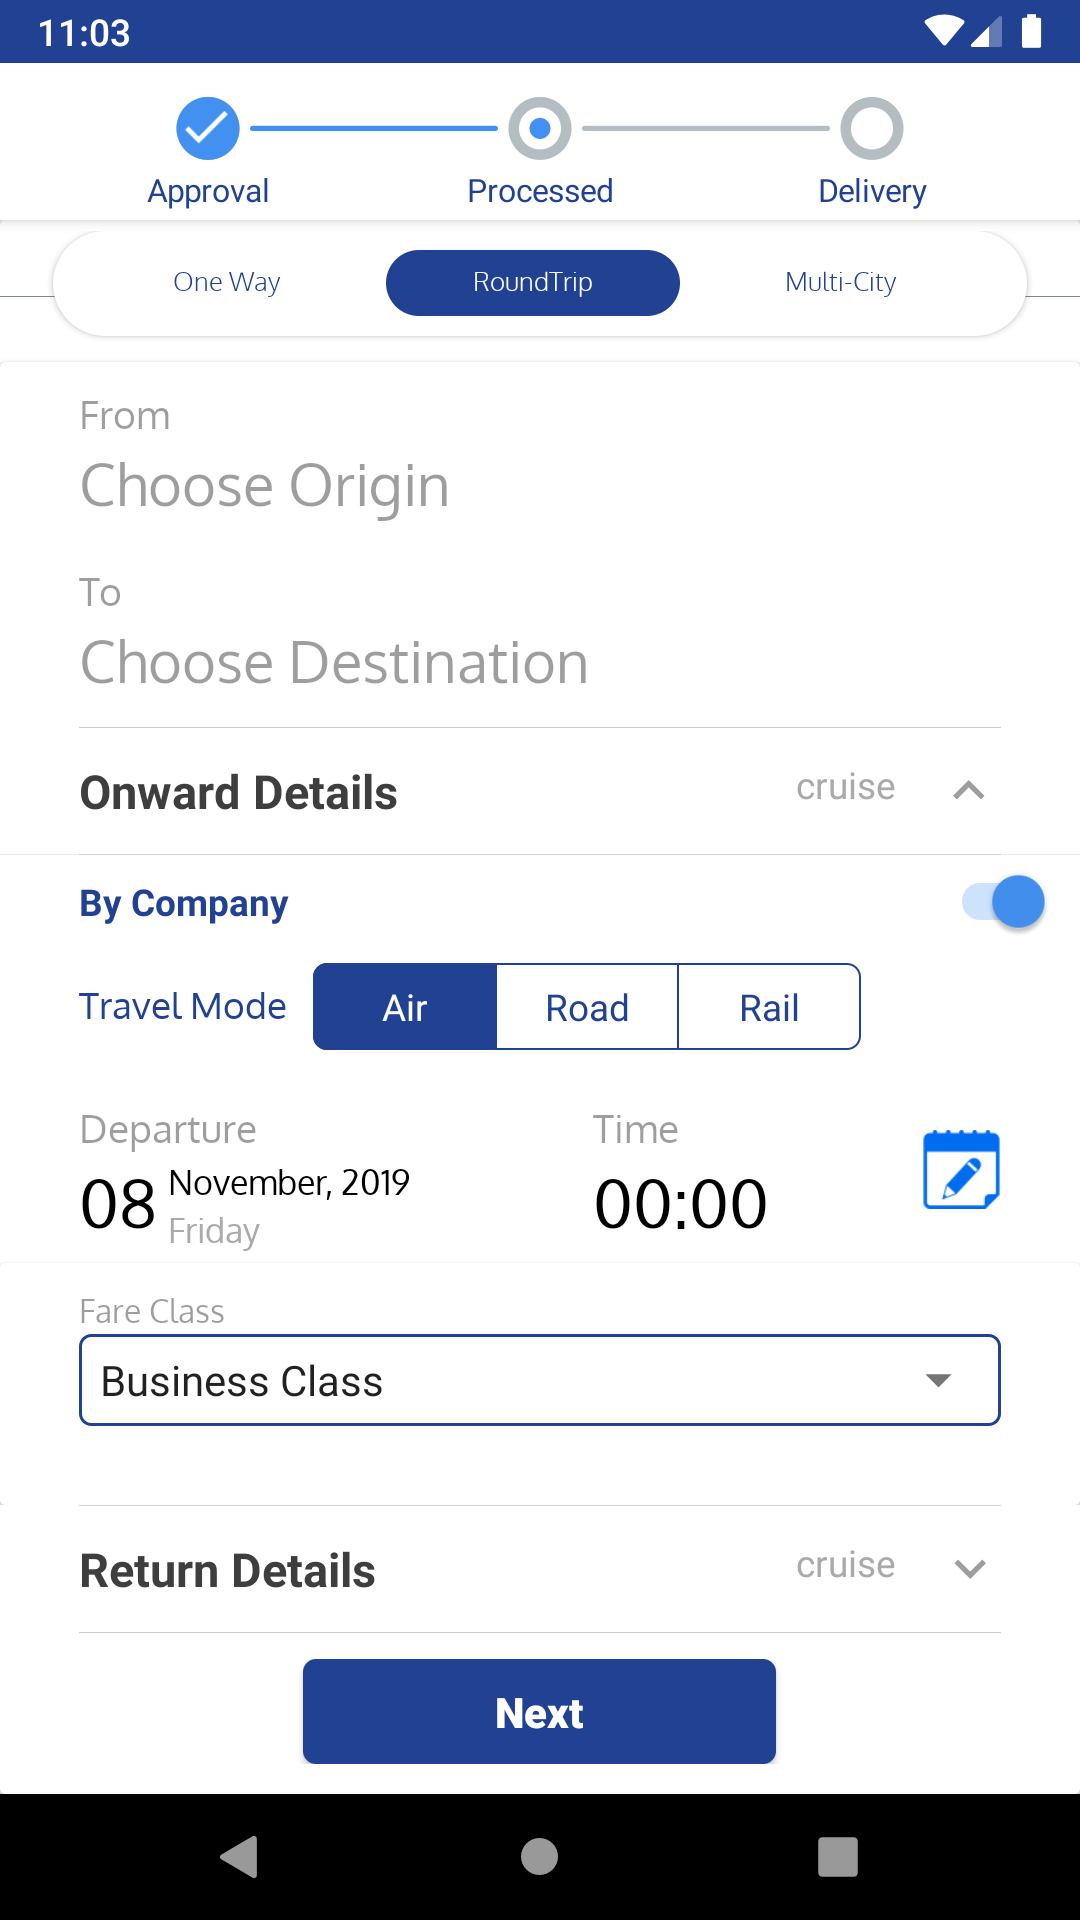 11:03
Approval Processed Delivery
One Way RoundTrip Multi-City
From
Choose Origin
To
Choose Destination
Onward Details cruise
By Company
Travel Mode Air Road Rail
Departure Time
08 November, 2019 00:00
Friday
Fare Class
Business Class
Return Details cruise
Next